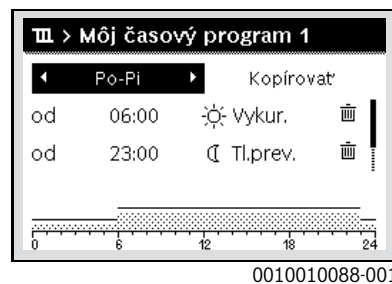 > Môj časový program 1
Po-Pi Kopírovať
od 06:00 Vykur.
od 23:00 Tl.prev.
0 6 12 18 24
0010010088-001